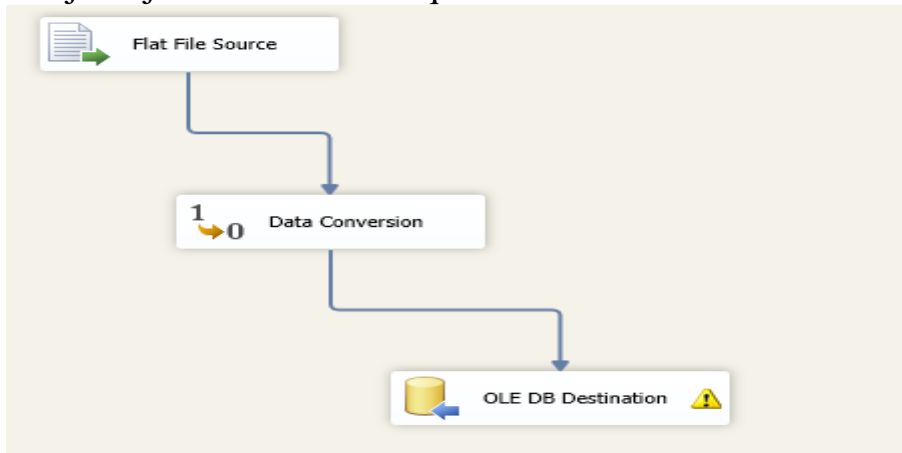 Flat File Source
1
0
Data Conversion
OLE DB Destination